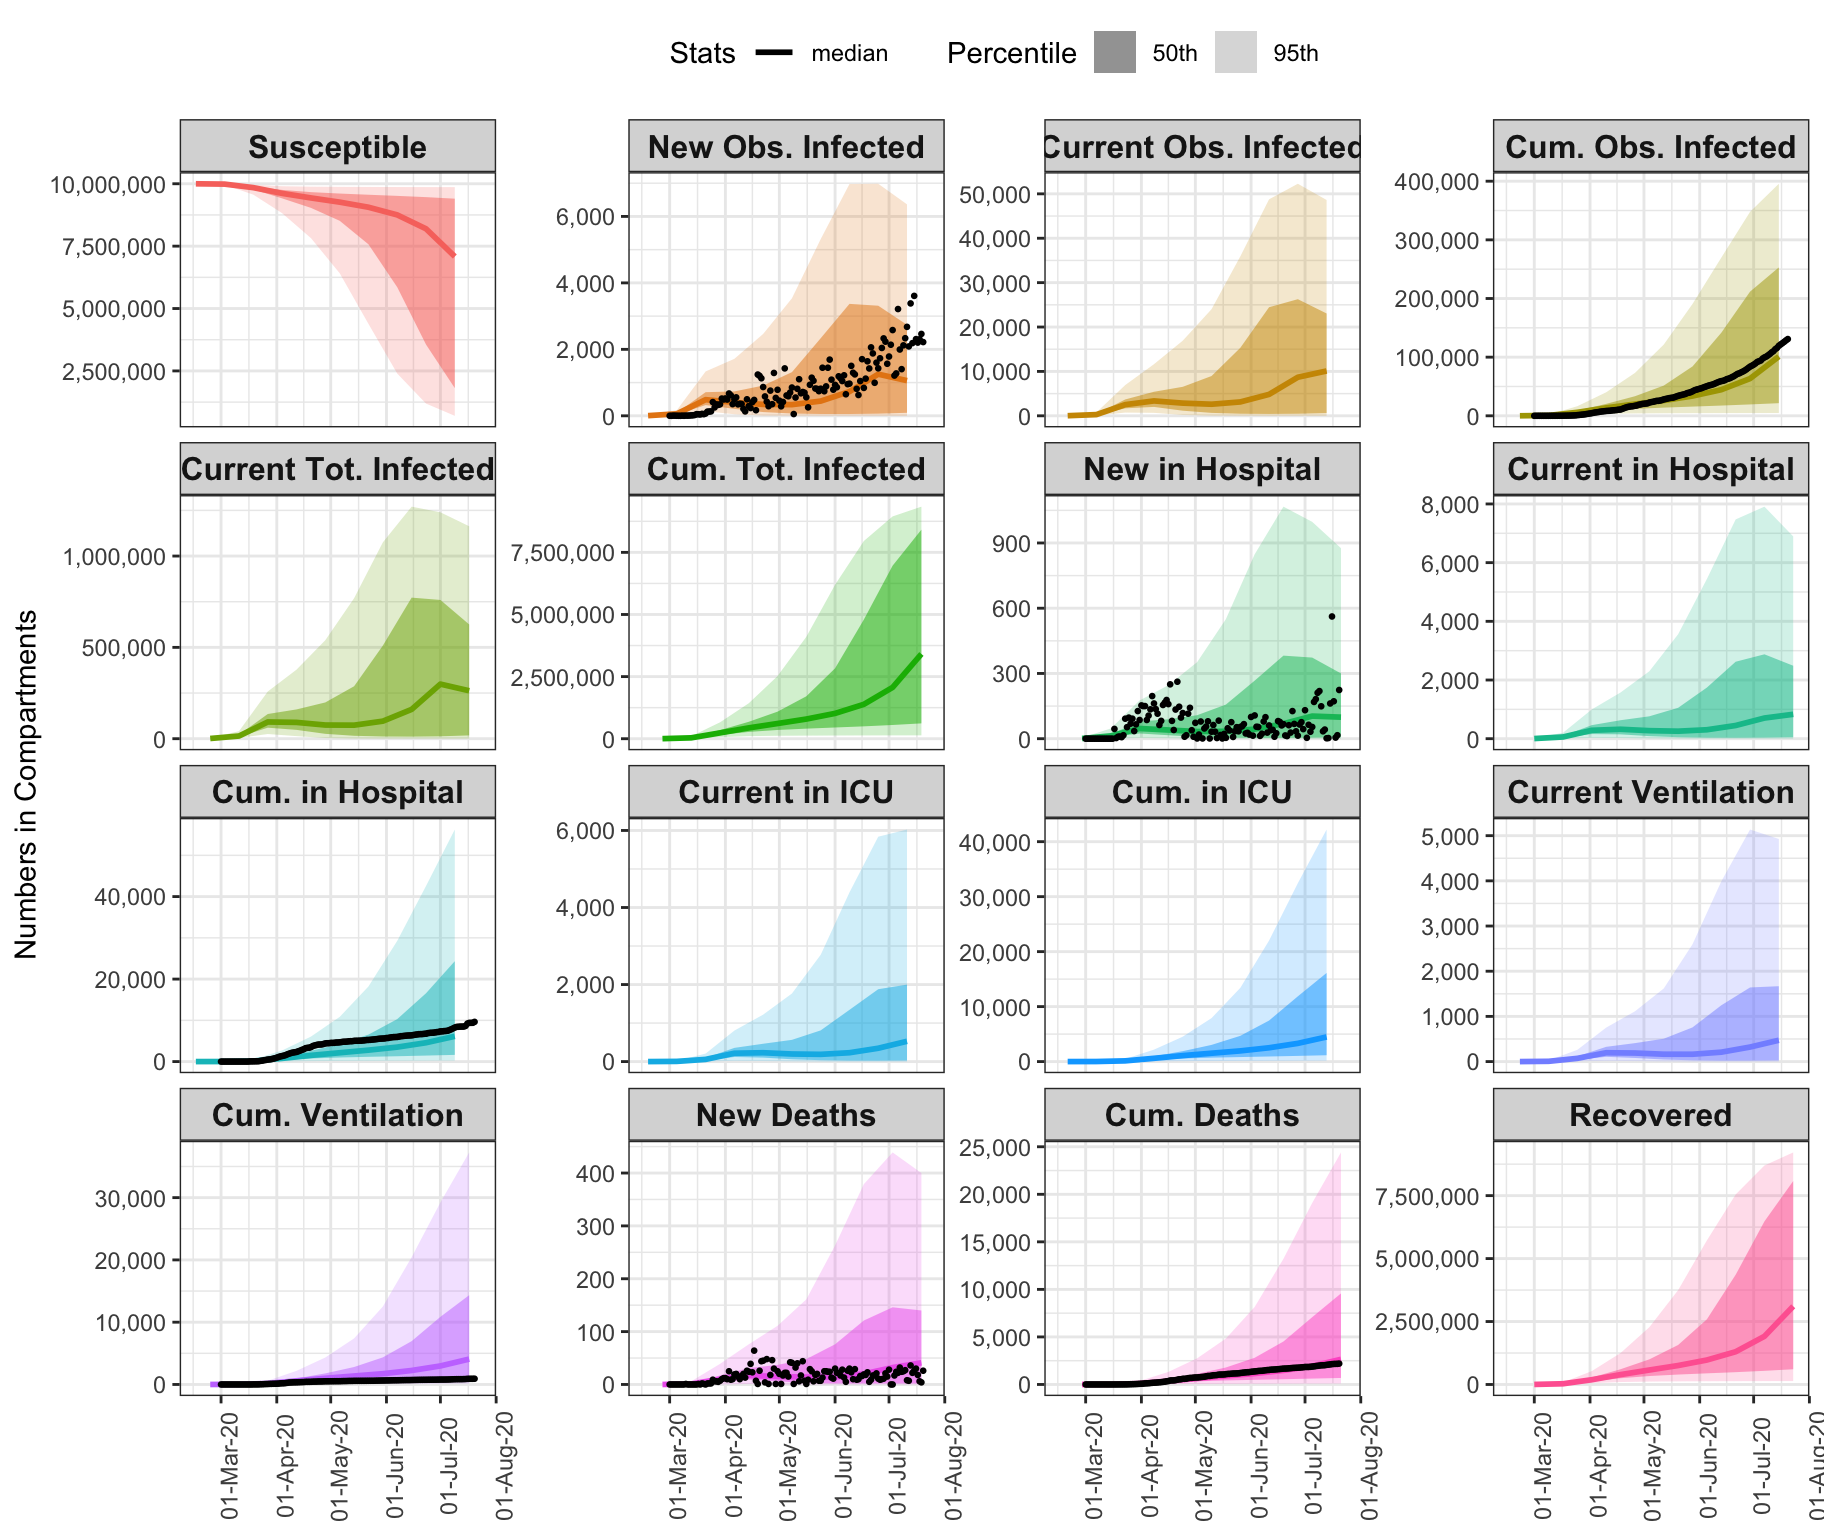 Stats median Percentile 50th 95th
Numbers in Compartments
Susceptible
10,000,000
7,500,000
5,000,000
2,500,000
New Obs. Infected
6,000
4,000
2,000
0
Current Obs. Infected
50,000
40,000
30,000
20,000
10,000
0
Cum. Obs. Infected
400,000
300,000
200,000
100,000
0
Current Tot. Infected
1,000,000
500,000
0
Cum. Tot. Infected
7,500,000
5,000,000
2,500,000
0
New in Hospital
900
600
300
0
Current in Hospital
8,000
6,000
4,000
2,000
0
Cum. in Hospital
40,000
20,000
0
Current in ICU
6,000
4,000
2,000
0
Cum. in ICU
40,000
30,000
20,000
10,000
0
Current Ventilation
5,000
4,000
3,000
2,000
1,000
0
Cum. Ventilation
30,000
20,000
10,000
0
New Deaths
400
300
200
100
0
Cum. Deaths
25,000
20,000
15,000
10,000
5,000
0
Recovered
7,500,000
5,000,000
2,500,000
0
01-Mar-20
01-Apr-20
01-May-20
01-Jun-20
01-Jul-20
01-Aug-20
01-Mar-20
01-Apr-20
01-May-20
01-Jun-20
01-Jul-20
01-Aug-20
01-Mar-20
01-Apr-20
01-May-20
01-Jun-20
01-Jul-20
01-Aug-20
01-Mar-20
01-Apr-20
01-May-20
01-Jun-20
01-Jul-20
01-Aug-20